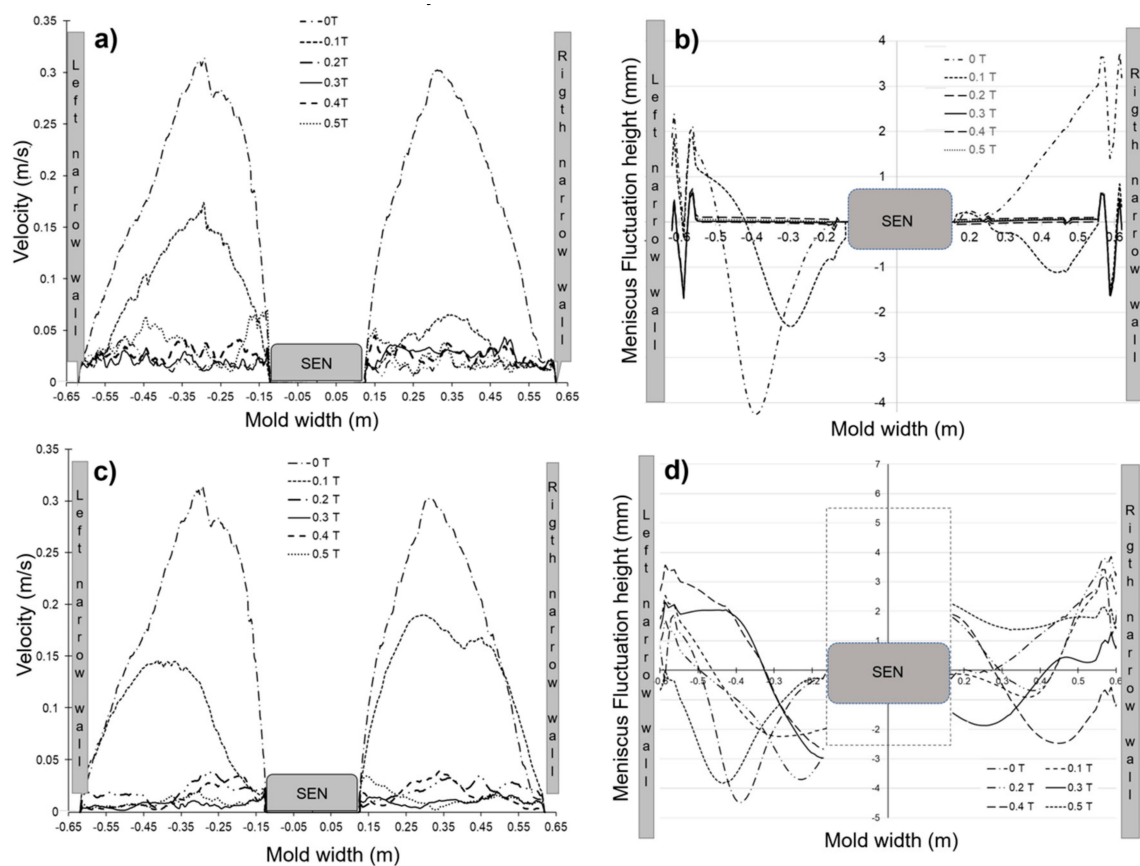 a)
Velocity (m/s)
0.35
0.3
0.25
0.2
0.15
0.1
0.05
0
Left narrow wall
0T
0.1T
0.2T
0.3T
0.4T
0.5T
SEN
Rigth narrow wall
-0.65 -0.55 -0.45 -0.35 -0.25 -0.15 -0.05 0.05 0.15 0.25 0.35 0.45 0.55 0.65
Mold width (m)
b)
Meniscus Fluctuation height (mm)
Left narrow wall
4
3
2
1
-1
-2
-3
-4
0 T
0.1 T
0.2 T
0.3 T
0.4 T
0.5 T
SEN
-0.5 -0.4 -0.3 0.2 0.3 0.4 0.5
Rigth narrow wall
Mold width (m)
c)
Velocity (m/s)
0.35
0.3
0.25
0.2
0.15
0.1
0.05
0
Left narrow wall
0 T
0.1 T
0.2 T
0.3 T
0.4 T
0.5 T
SEN
Rigth narrow wall
-0.65 -0.55 -0.45 -0.35 -0.25 -0.15 -0.05 0.05 0.15 0.25 0.35 0.45 0.55 0.65
Mold width (m)
d)
Meniscus Fluctuation height (mm)
Left narrow wall
7
6
5
4
3
2
1
-2
-3
-4
-5
SEN
-0.4 -0.3 0.2 0.3 0.4 0.5 0.6
0 T 0.1 T
0.2 T 0.3 T
0.4 T 0.5 T
Rigth narrow wall
Mold width (m)